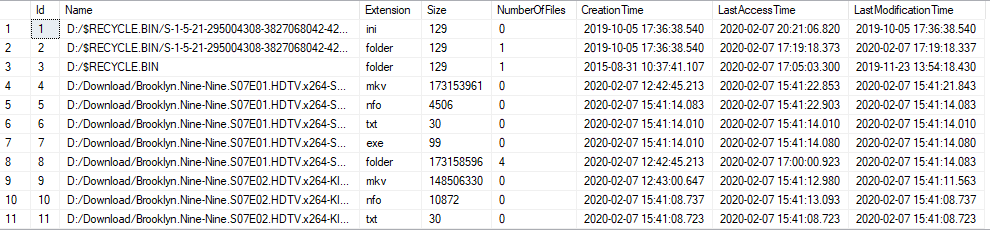 Id Name Extension Size NumberOfFiles CreationTime LastAccessTime LastModificationTime
1 1 D:/$RECYCLE.BIN/S-1-5-21-295004308-3827068042-42... ini 129 0 2019-10-05 17:36:38.540 2020-02-07 20:21:06.820 2019-10-05 17:36:38.540
2 2 D:/$RECYCLE.BIN/S-1-5-21-295004308-3827068042-42... folder 129 1 2019-10-05 17:36:38.540 2020-02-07 17:19:18.373 2020-02-07 17:19:18.337
3 3 D:/$RECYCLE.BIN folder 129 1 2015-08-31 10:37:41.107 2020-02-07 17:05:03.300 2019-11-23 13:54:18.430
4 4 D:/Download/Brooklyn.Nine-Nine.S07E01.HDTV.x264-S... mkv 173153961 0 2020-02-07 12:42:45.213 2020-02-07 15:41:22.853 2020-02-07 15:41:21.843
5 5 D:/Download/Brooklyn.Nine-Nine.S07E01.HDTV.x264-S... nfo 4506 0 2020-02-07 15:41:14.083 2020-02-07 15:41:22.903 2020-02-07 15:41:14.083
6 6 D:/Download/Brooklyn.Nine-Nine.S07E01.HDTV.x264-S... txt 30 0 2020-02-07 15:41:14.010 2020-02-07 15:41:14.010 2020-02-07 15:41:14.010
7 7 D:/Download/Brooklyn.Nine-Nine.S07E01.HDTV.x264-S... exe 99 0 2020-02-07 15:41:14.010 2020-02-07 15:41:14.080 2020-02-07 15:41:14.080
8 8 D:/Download/Brooklyn.Nine-Nine.S07E01.HDTV.x264-S... folder 173158596 4 2020-02-07 12:42:45.213 2020-02-07 17:00:00.923 2020-02-07 15:41:14.083
9 9 D:/Download/Brooklyn.Nine-Nine.S07E02.HDTV.x264-KI... mkv 148506330 0 2020-02-07 12:43:00.647 2020-02-07 15:41:12.980 2020-02-07 15:41:11.563
10 10 D:/Download/Brooklyn.Nine-Nine.S07E02.HDTV.x264-KI... nfo 10872 0 2020-02-07 15:41:08.737 2020-02-07 15:41:13.093 2020-02-07 15:41:08.737
11 11 D:/Download/Brooklyn.Nine-Nine.S07E02.HDTV.x264-KI... txt 30 0 2020-02-07 15:41:08.723 2020-02-07 15:41:08.723 2020-02-07 15:41:08.723